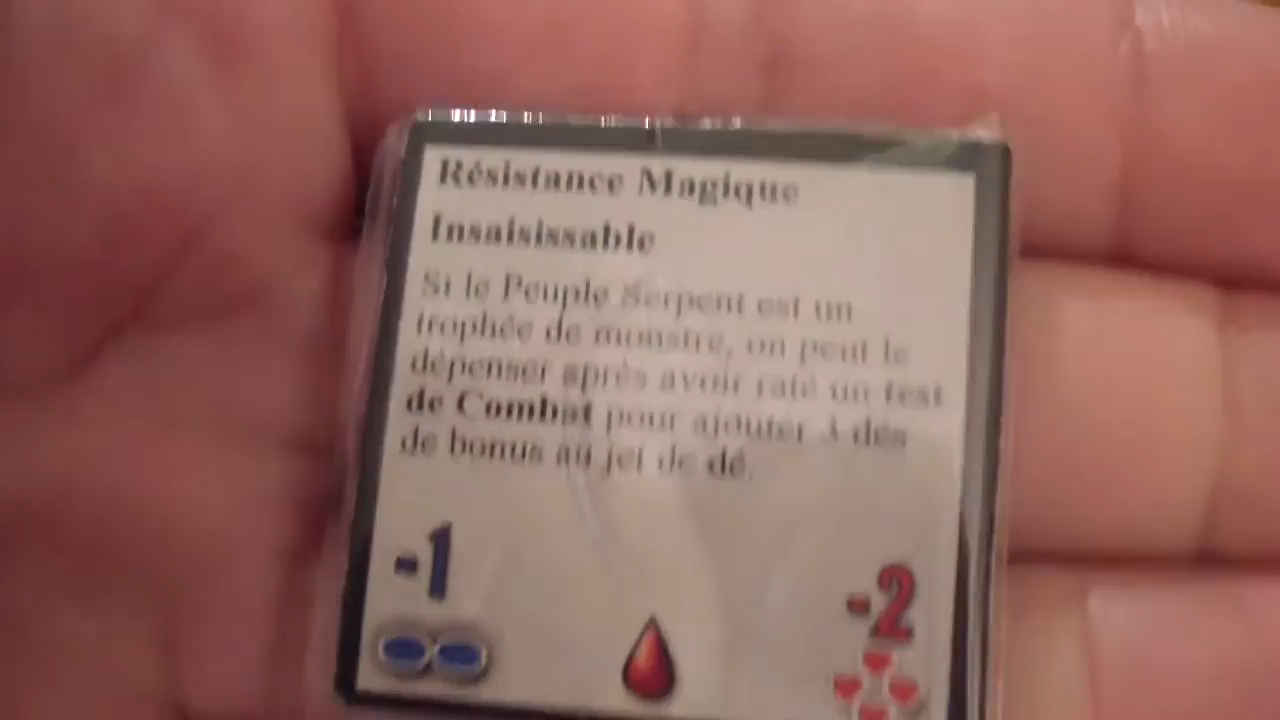 Résistance Magique
Insaisissable
Si le Peuple Serpent est un
trophée de monstre, on peut le
dépenser après avoir raté un test
de Combat pour ajouter 3 dés
de bonus au jet de dé.
-1
-2